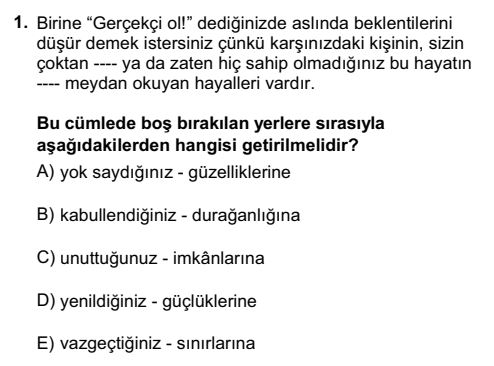 1. Birine “Gerçekçi ol!” dediğinizde aslında beklentilerini
düşür demek istersiniz çünkü karşınızdaki kişinin, sizin
çoktan ---- ya da zaten hiç sahip olmadığınız bu hayatın
---- meydan okuyan hayalleri vardır.
Bu cümlede boş bırakılan yerlere sırasıyla
aşağıdakilerden hangisi getirilmelidir?
A) yok saydığınız - güzelliklerine
B) kabullendiğiniz - durağanlığına
C) unuttuğunuz - imkânlarına
D) yenildiğiniz - güçlüklerine
E) vazgeçtiğiniz - sınırlarına